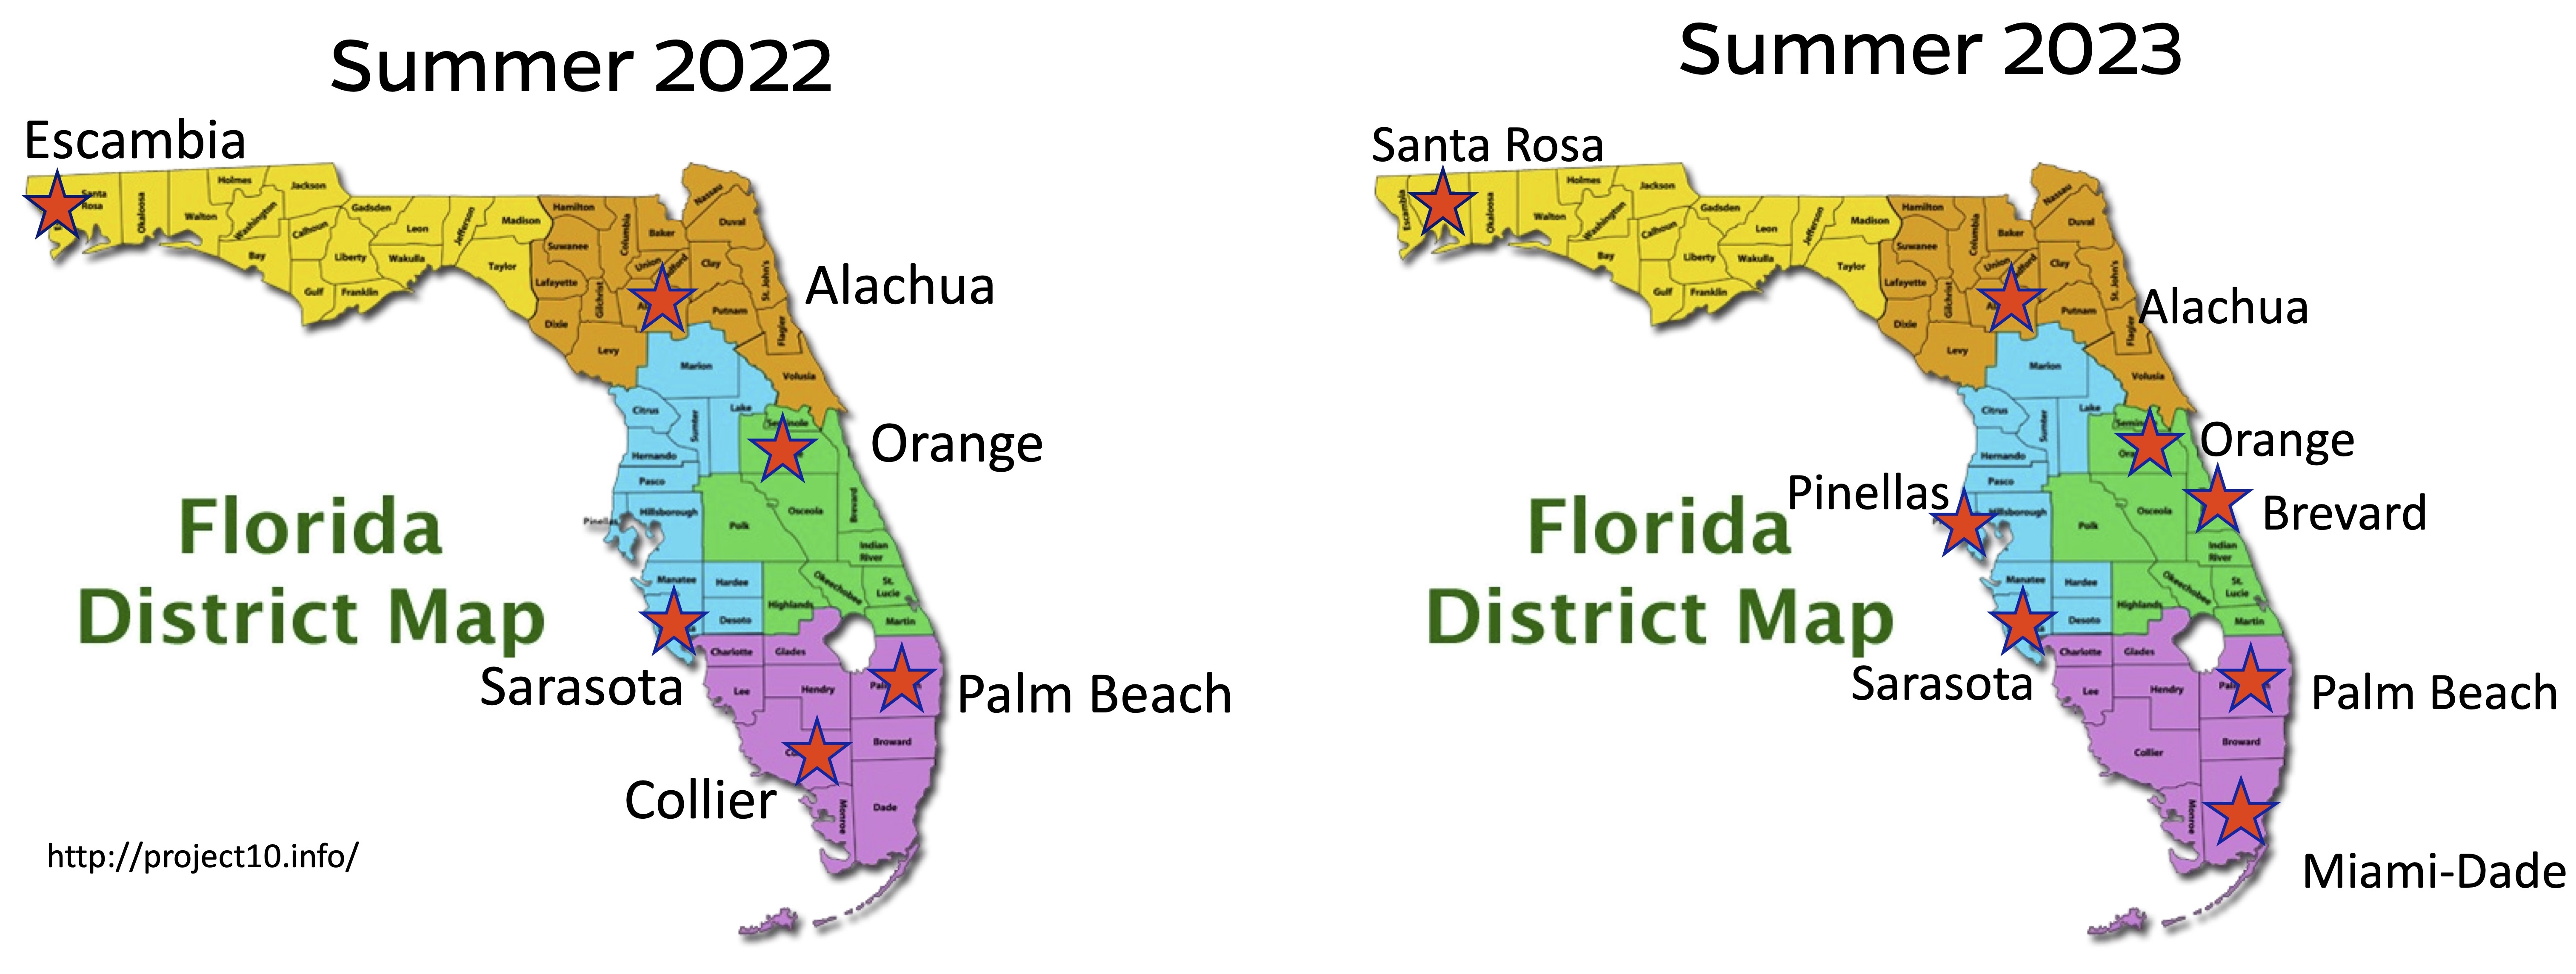 Summer 2022
Escambia
Santa
Rosa
Okaloosa
Walton
Holmes
Washington
Jackson
Bay
Calhoun
Gulf
Gadsden
Liberty
Franklin
Leon
Wakulla
Jefferson
Madison
Taylor
Hamilton
Suwanee
Lafayette
Dixie
Columbia
Gilchrist
Baker
Union
Levy
Nassau
Duval
Clay
St. John's
Putnam
Flagler
Volusia
Alachua
Marion
Citrus
Sumter
Lake
Hernando
Pasco
Pinellas
Hillsborough
Orange
Polk
Osceola
Brevard
Indian
River
Manatee
Hardee
Desoto
Highlands
Okeechobee
St.
Lucie
Martin
Sarasota
Charlotte
Glades
Lee
Hendry
Palm Beach
Broward
Collier
Monroe
Dade
Florida
District Map
http://project10.info/
Summer 2023
Santa Rosa
Escambia
Okaloosa
Walton
Holmes
Washington
Jackson
Bay
Calhoun
Gulf
Gadsden
Liberty
Franklin
Leon
Wakulla
Jefferson
Madison
Taylor
Hamilton
Suwanee
Lafayette
Dixie
Columbia
Gilchrist
Baker
Union
Levy
Nassau
Duval
Clay
St. John's
Putnam
Flagler
Volusia
Alachua
Marion
Citrus
Sumter
Lake
Hernando
Pasco
Pinellas
Hillsborough
Orange
Brevard
Polk
Osceola
Indian
River
Manatee
Hardee
Desoto
Highlands
Okeechobee
St.
Lucie
Martin
Sarasota
Charlotte
Glades
Lee
Hendry
Palm Beach
Broward
Collier
Monroe
Miami-Dade
Florida
District Map